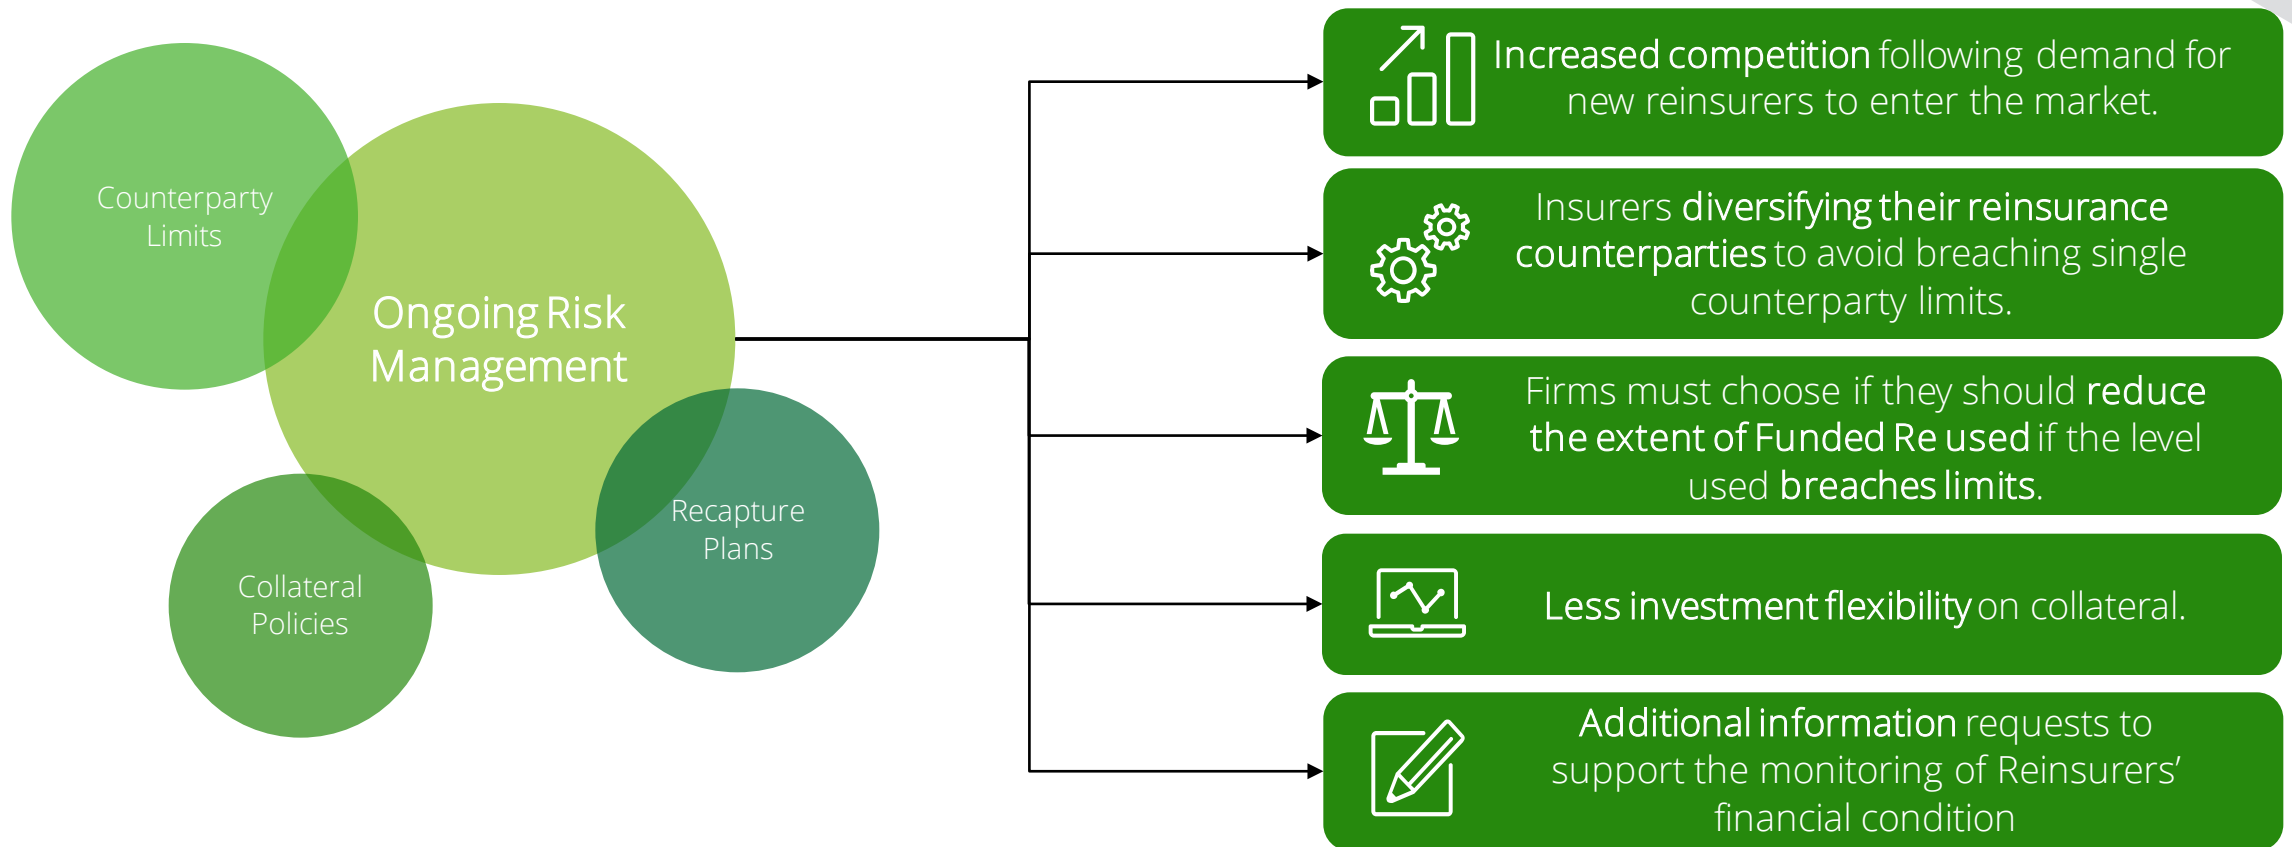 Counterparty
Limits
Ongoing Risk
Management
Recapture
Plans
Collateral
Policies
Increased competition following demand for
new reinsurers to enter the market.
Insurers diversifying their reinsurance
counterparties to avoid breaching single
counterparty limits.
Firms must choose if they should reduce
the extent of Funded Re used if the level
used breaches limits.
Less investment flexibility on collateral.
Additional information requests to
support the monitoring of Reinsurers’
financial condition